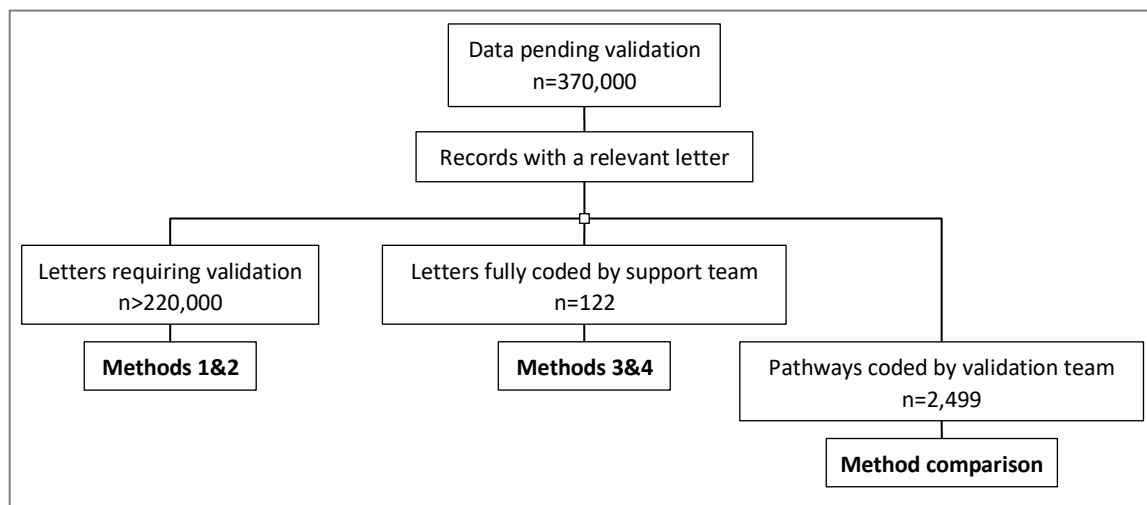 Data pending validation
n=370,000
Records with a relevant letter
Letters requiring validation
n>220,000
Methods 1&2
Letters fully coded by support team
n=122
Methods 3&4
Pathways coded by validation team
n=2,499
Method comparison